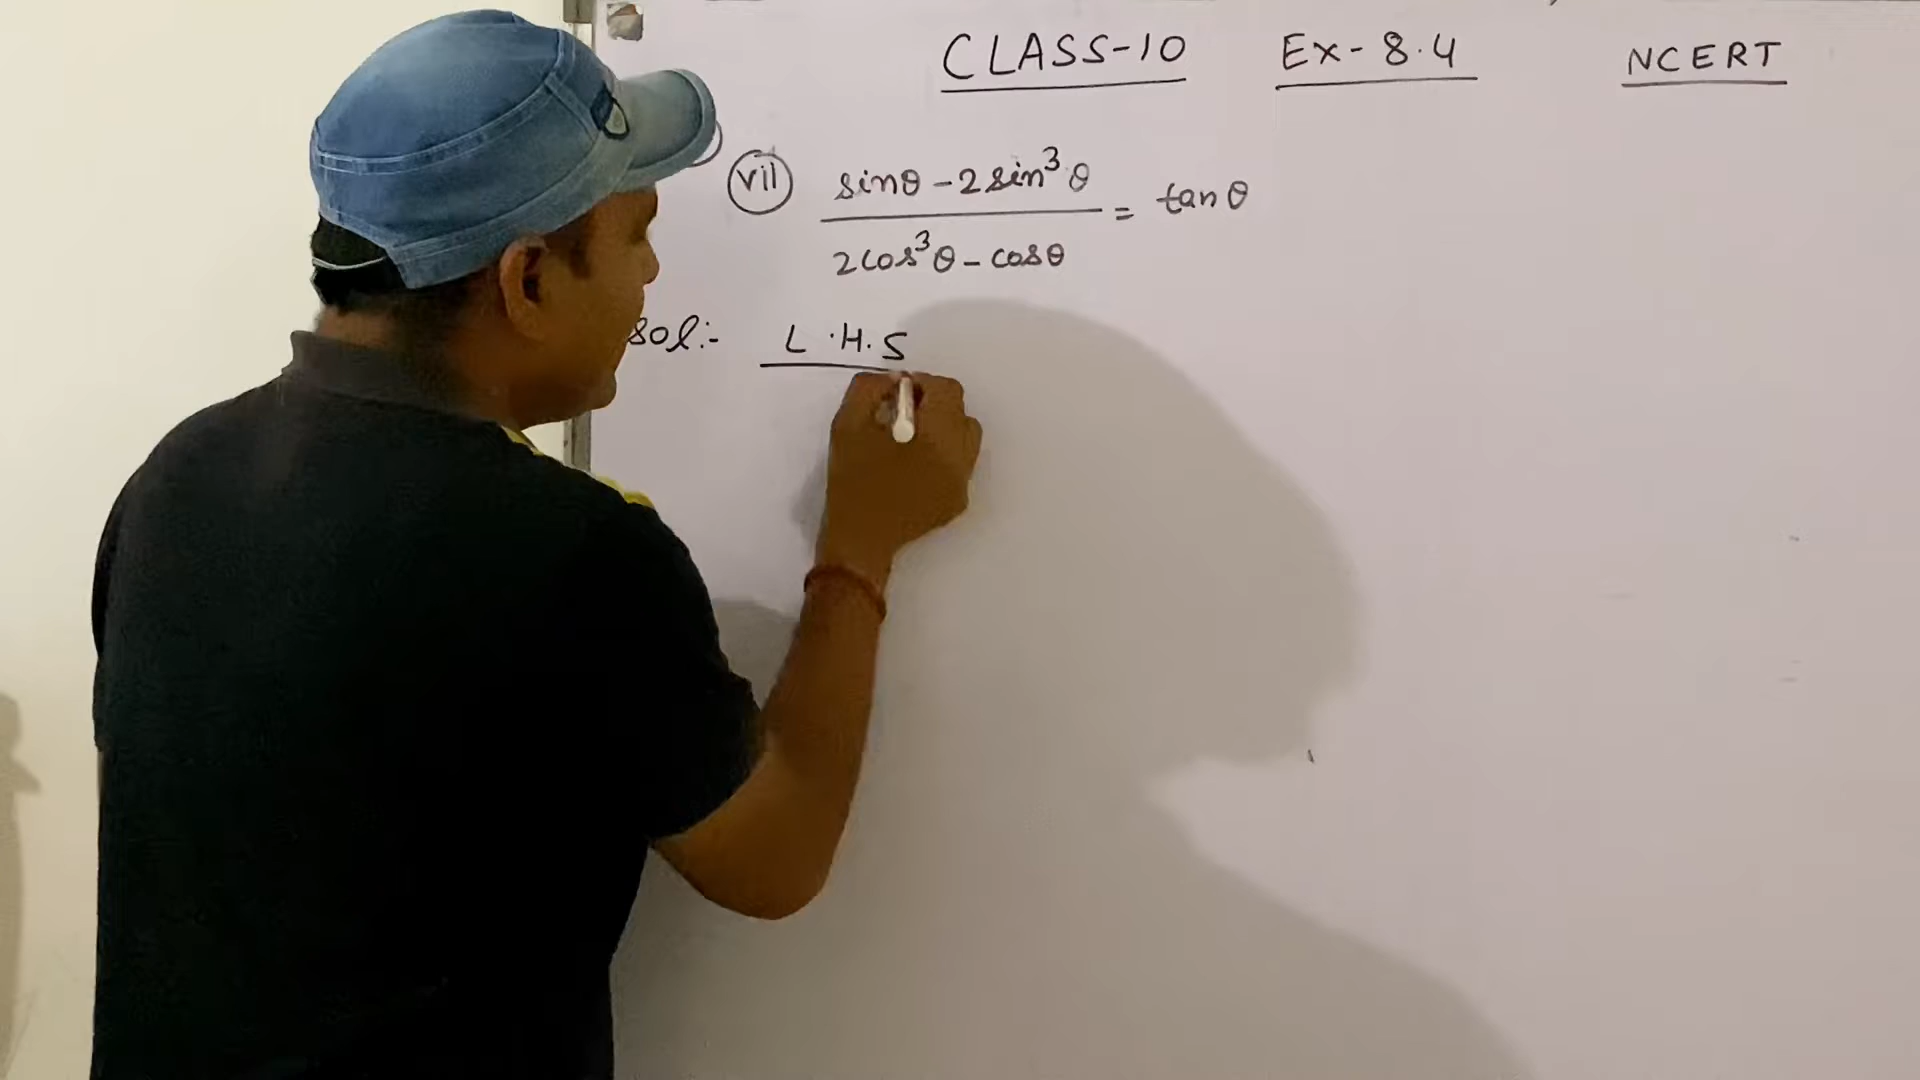 CLASS-10 Ex-8.4 NCERT
(vii) sinθ - 2sin³θ / 2cos³θ - cosθ = tanθ
Sol:- L.H.S